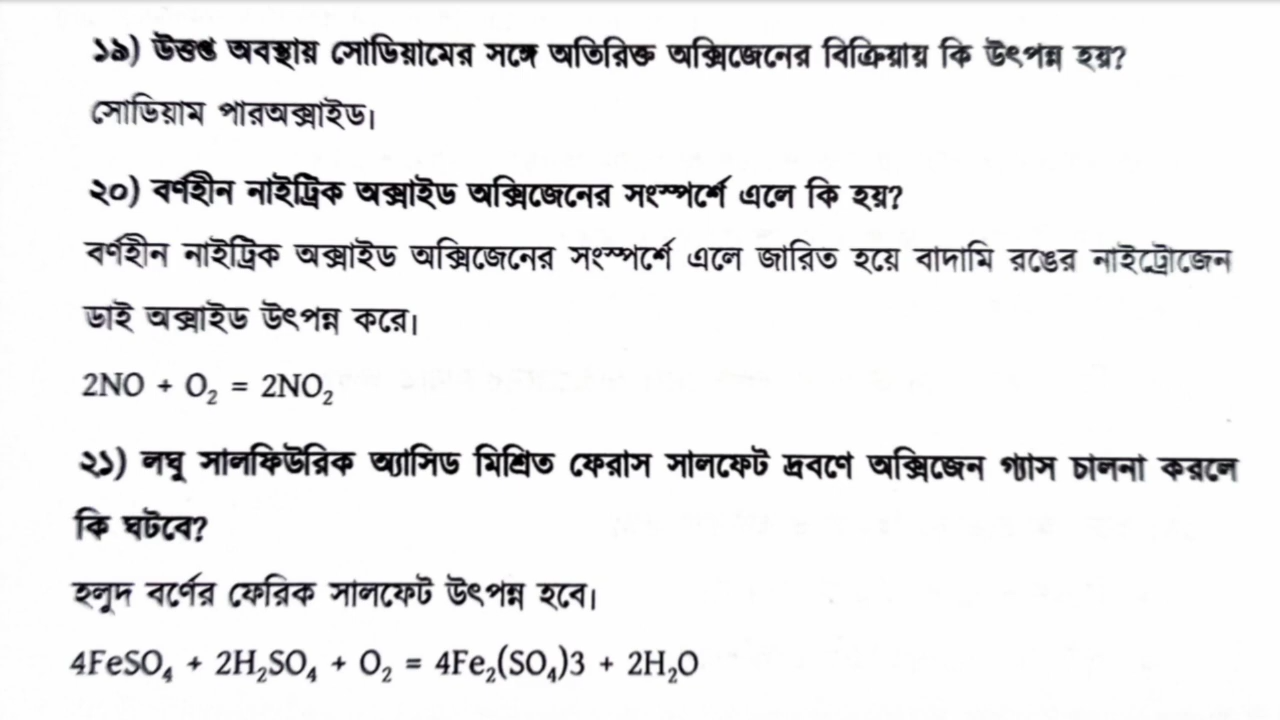 ১৯) উত্তপ্ত অবস্থায় সোডিয়ামের সঙ্গে অতিরিক্ত অক্সিজেনের বিক্রিয়ায় কি উৎপন্ন হয়?
সোডিয়াম পারঅক্সাইড।
২০) বর্ণহীন নাইট্রিক অক্সাইড অক্সিজেনের সংস্পর্শে এলে কি হয়?
বর্ণহীন নাইট্রিক অক্সাইড অক্সিজেনের সংস্পর্শে এলে জারিত হয়ে বাদামি রঙের নাইট্রোজেন
ডাই অক্সাইড উৎপন্ন করে।
2NO + O₂ = 2NO₂
২১) লঘু সালফিউরিক অ্যাসিড মিশ্রিত ফেরাস সালফেট দ্রবণে অক্সিজেন গ্যাস চালনা করলে
কি ঘটবে?
হলুদ বর্ণের ফেরিক সালফেট উৎপন্ন হবে।
4FeSO₄ + 2H₂SO₄ + O₂ = 4Fe₂(SO₄)3 + 2H₂O